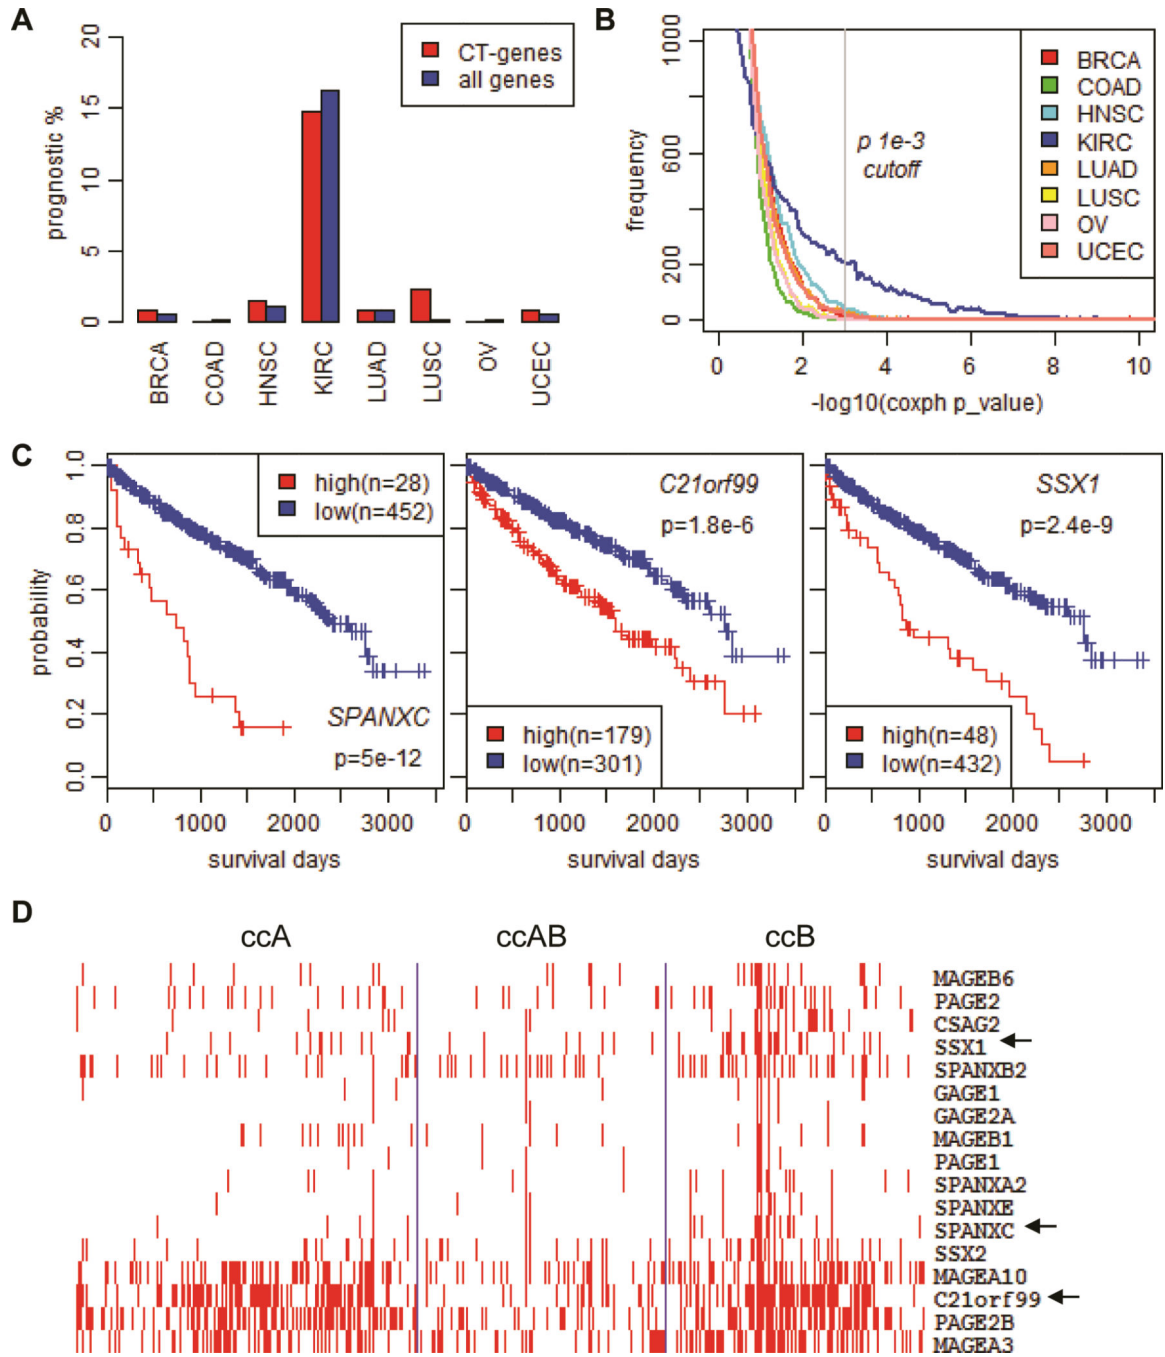 A
20
15
10
5
0
prognostic %
CT-genes
all genes
BRCA
COAD
HNSC
KIRC
LUAD
LUSC
OV
UCEC
B
1000
600
200
0
frequency
p 1e-3
cutoff
BRCA
COAD
HNSC
KIRC
LUAD
LUSC
OV
UCEC
0 2 4 6 8 10
-log10(coxph p_value)
C
1.0
0.8
0.6
0.4
0.2
0.0
probability
high(n=28)
low(n=452)
SPANXC
p=5e-12
0 1000 2000 3000
survival days
C21orf99
p=1.8e-6
high(n=179)
low(n=301)
0 1000 2000 3000
survival days
SSX1
p=2.4e-9
high(n=48)
low(n=432)
0 1000 2000 3000
survival days
D
ccA ccAB ccB
MAGEB6
PAGE2
CSAG2
SSX1
SPANXB2
GAGE1
GAGE2A
MAGEB1
PAGE1
SPANXA2
SPANXE
SPANXC
SSX2
MAGEA10
C21orf99
PAGE2B
MAGEA3